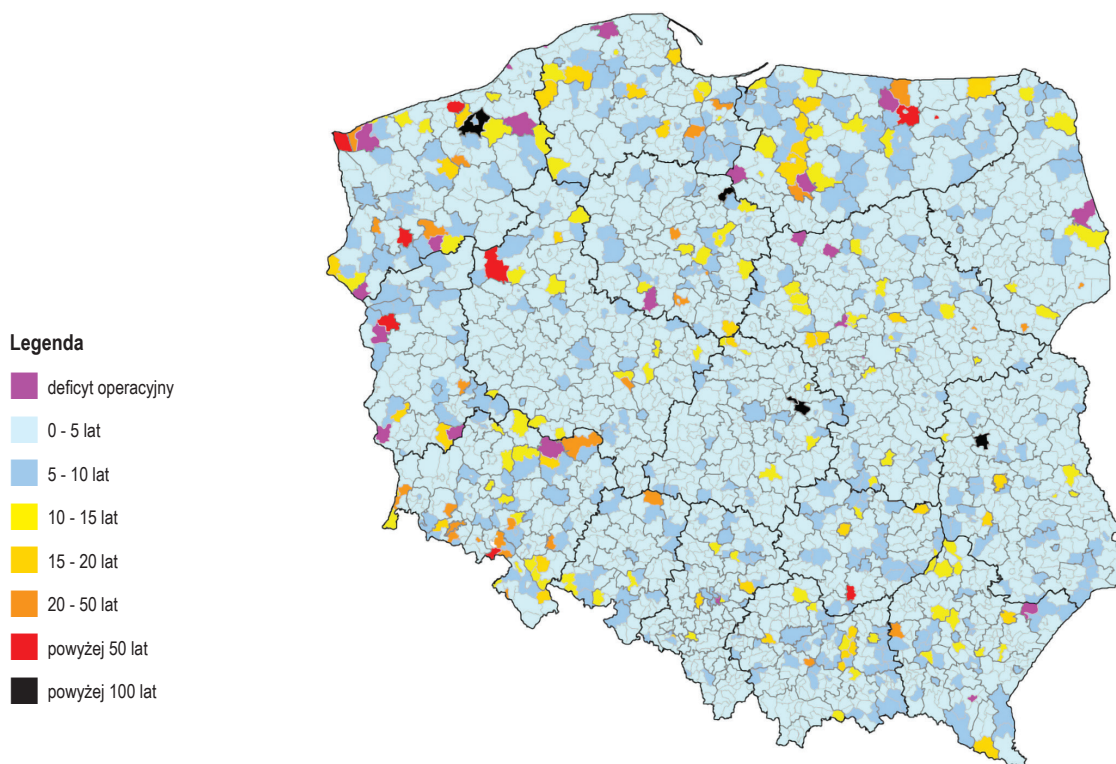 Legenda
deficyt operacyjny
0 - 5 lat
5 - 10 lat
10 - 15 lat
15 - 20 lat
20 - 50 lat
powyżej 50 lat
powyżej 100 lat